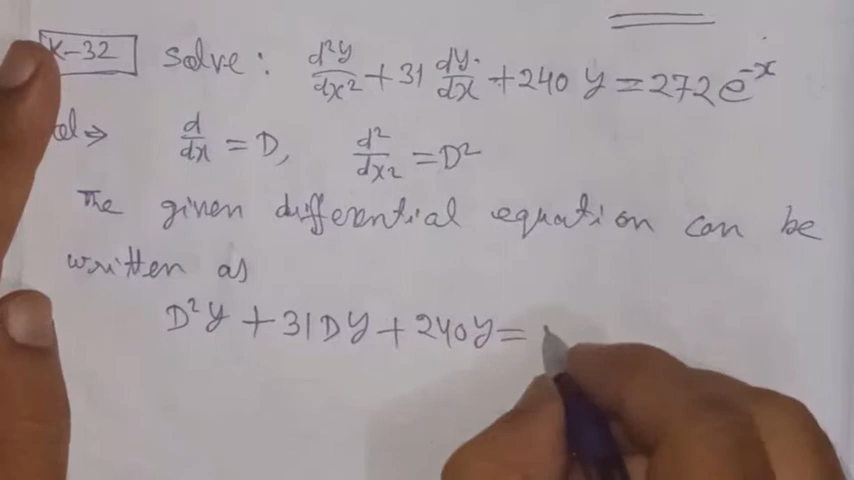 K-32 Solve: d²y/dx² + 31 dy/dx + 240 y = 272 e^-x
d/dx = D, d²/dx² = D²
The given differential equation can be
written as
D²y + 31Dy + 240y =